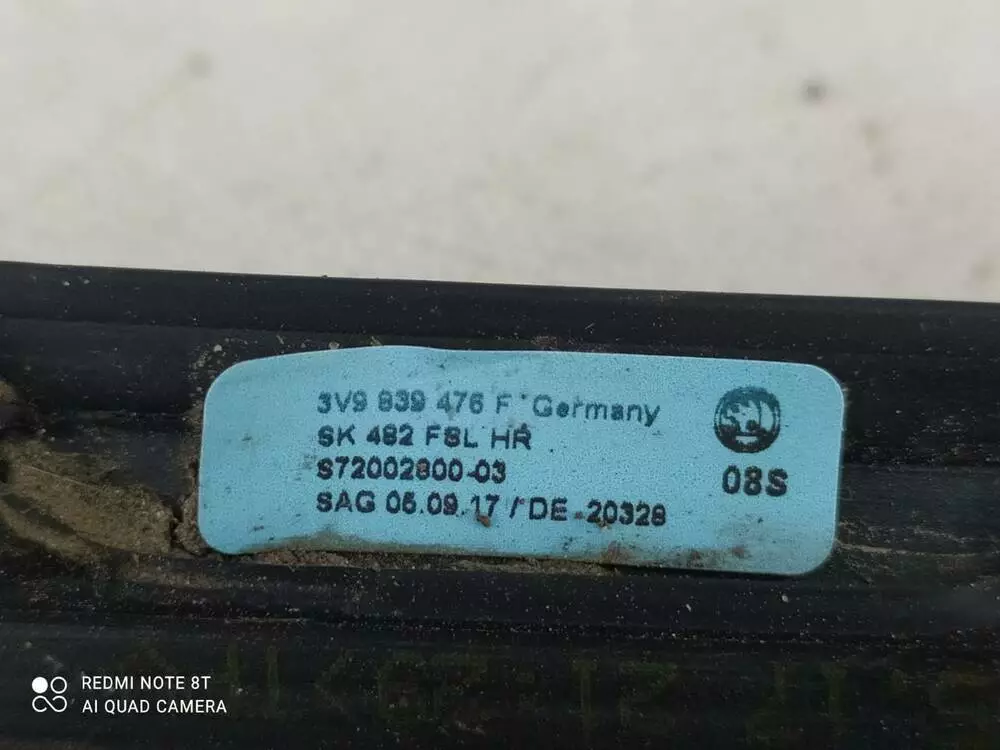 3V9 839 476 F Germany
SK 482 FSL HR
S72002800-03
SAG 05.09.17 / DE-20328
08S
REDMI NOTE 8T
AI QUAD CAMERA